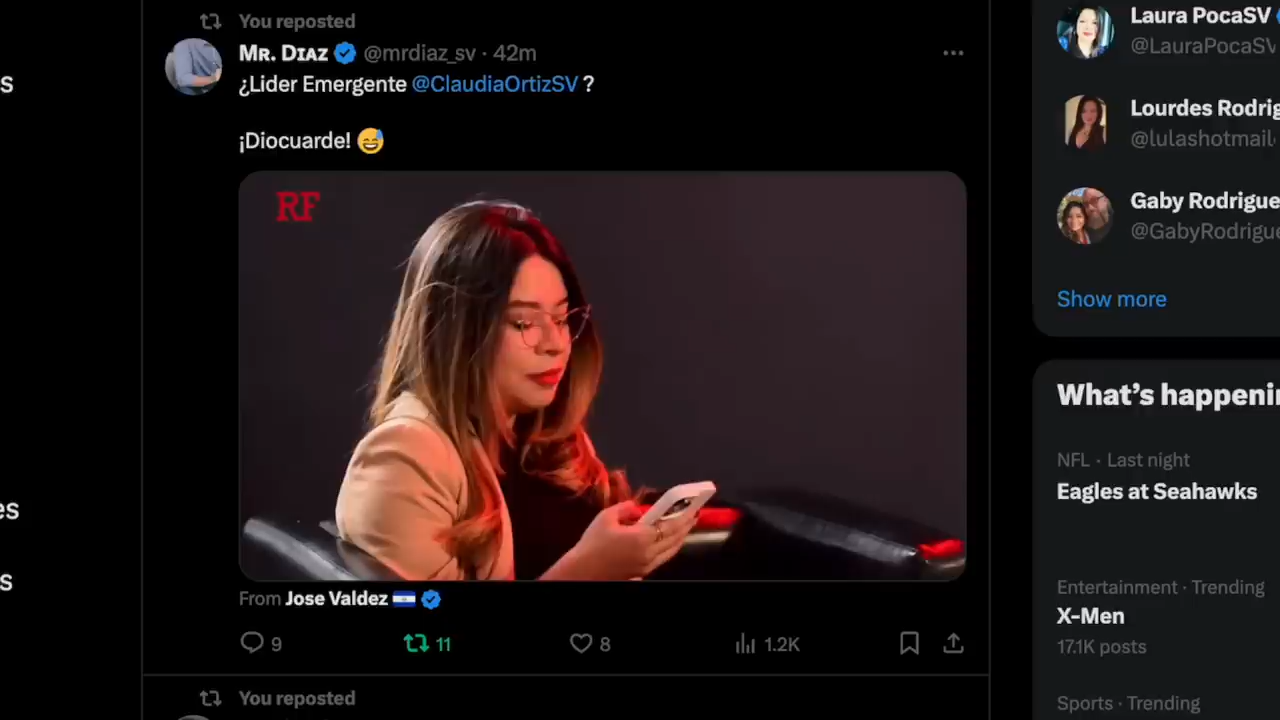 You reposted
MR. DIAZ @mrdiaz_sv · 42m
¿Lider Emergente @ClaudiaOrtizSV ?
¡Diocuarde! 😅
RF
From Jose Valdez 🇸🇻
9 11 8 1.2K
You reposted
s
es
s
Laura PocaSV
@LauraPocaSV
Lourdes Rodrig
@lulashotmail
Gaby Rodrigue
@GabyRodrigue
Show more
What's happenin
NFL · Last night
Eagles at Seahawks
Entertainment · Trending
X-Men
17.1K posts
Sports · Trending